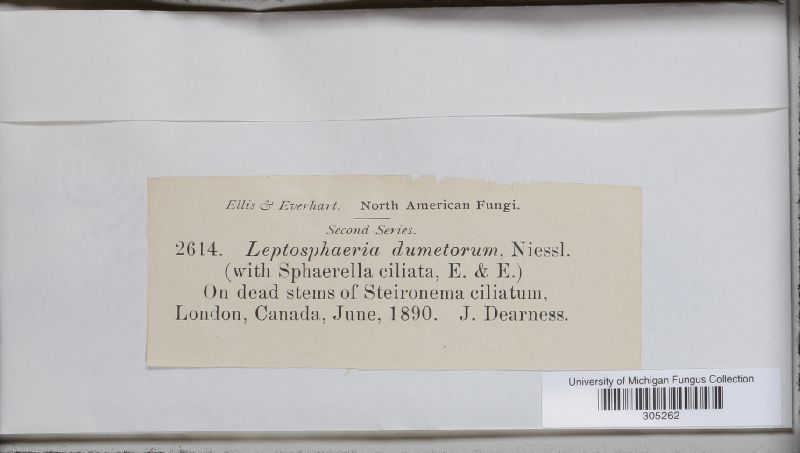 Ellis & Everhart. North American Fungi.
Second Series.
2614. Leptosphaeria dumetorum, Niessl.
(with Sphaerella ciliata, E. & E.)
On dead stems of Steironema ciliatum,
London, Canada, June, 1890. J. Dearness.
University of Michigan Fungus Collection
305262